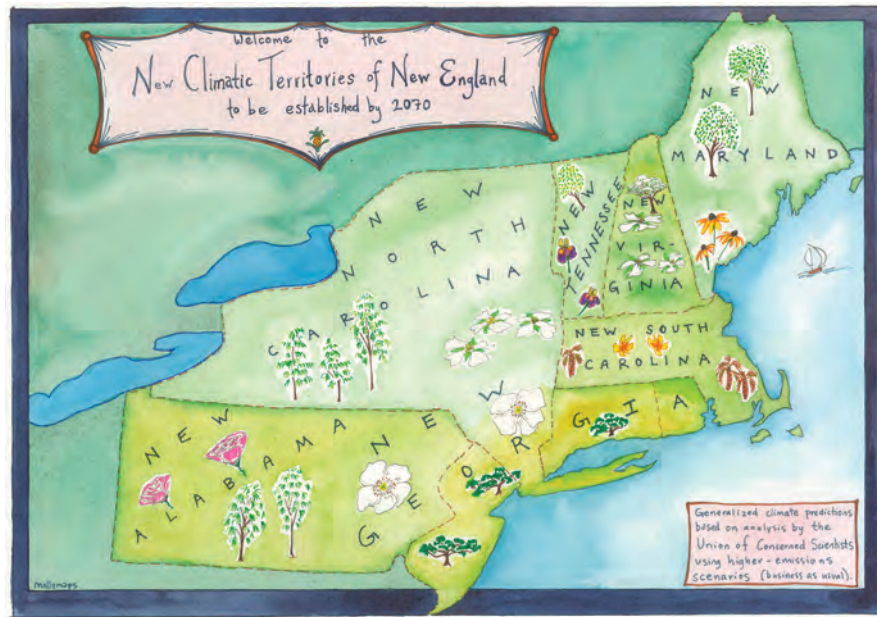 Welcome to the
New Climatic Territories of New England
to be established by 2070
NEW
MARYLAND
NEW
TENNESSEE
NEW
VIR-
GINIA
NEW
NORTH
CAROLINA
NEW SOUTH
CAROLINA
NEW
ALABAMA
NEW
GEORGIA
Generalized climate predictions
based on analysis by the
Union of Concerned Scientists
using higher-emissions
scenarios (business as usual).
mollymaps